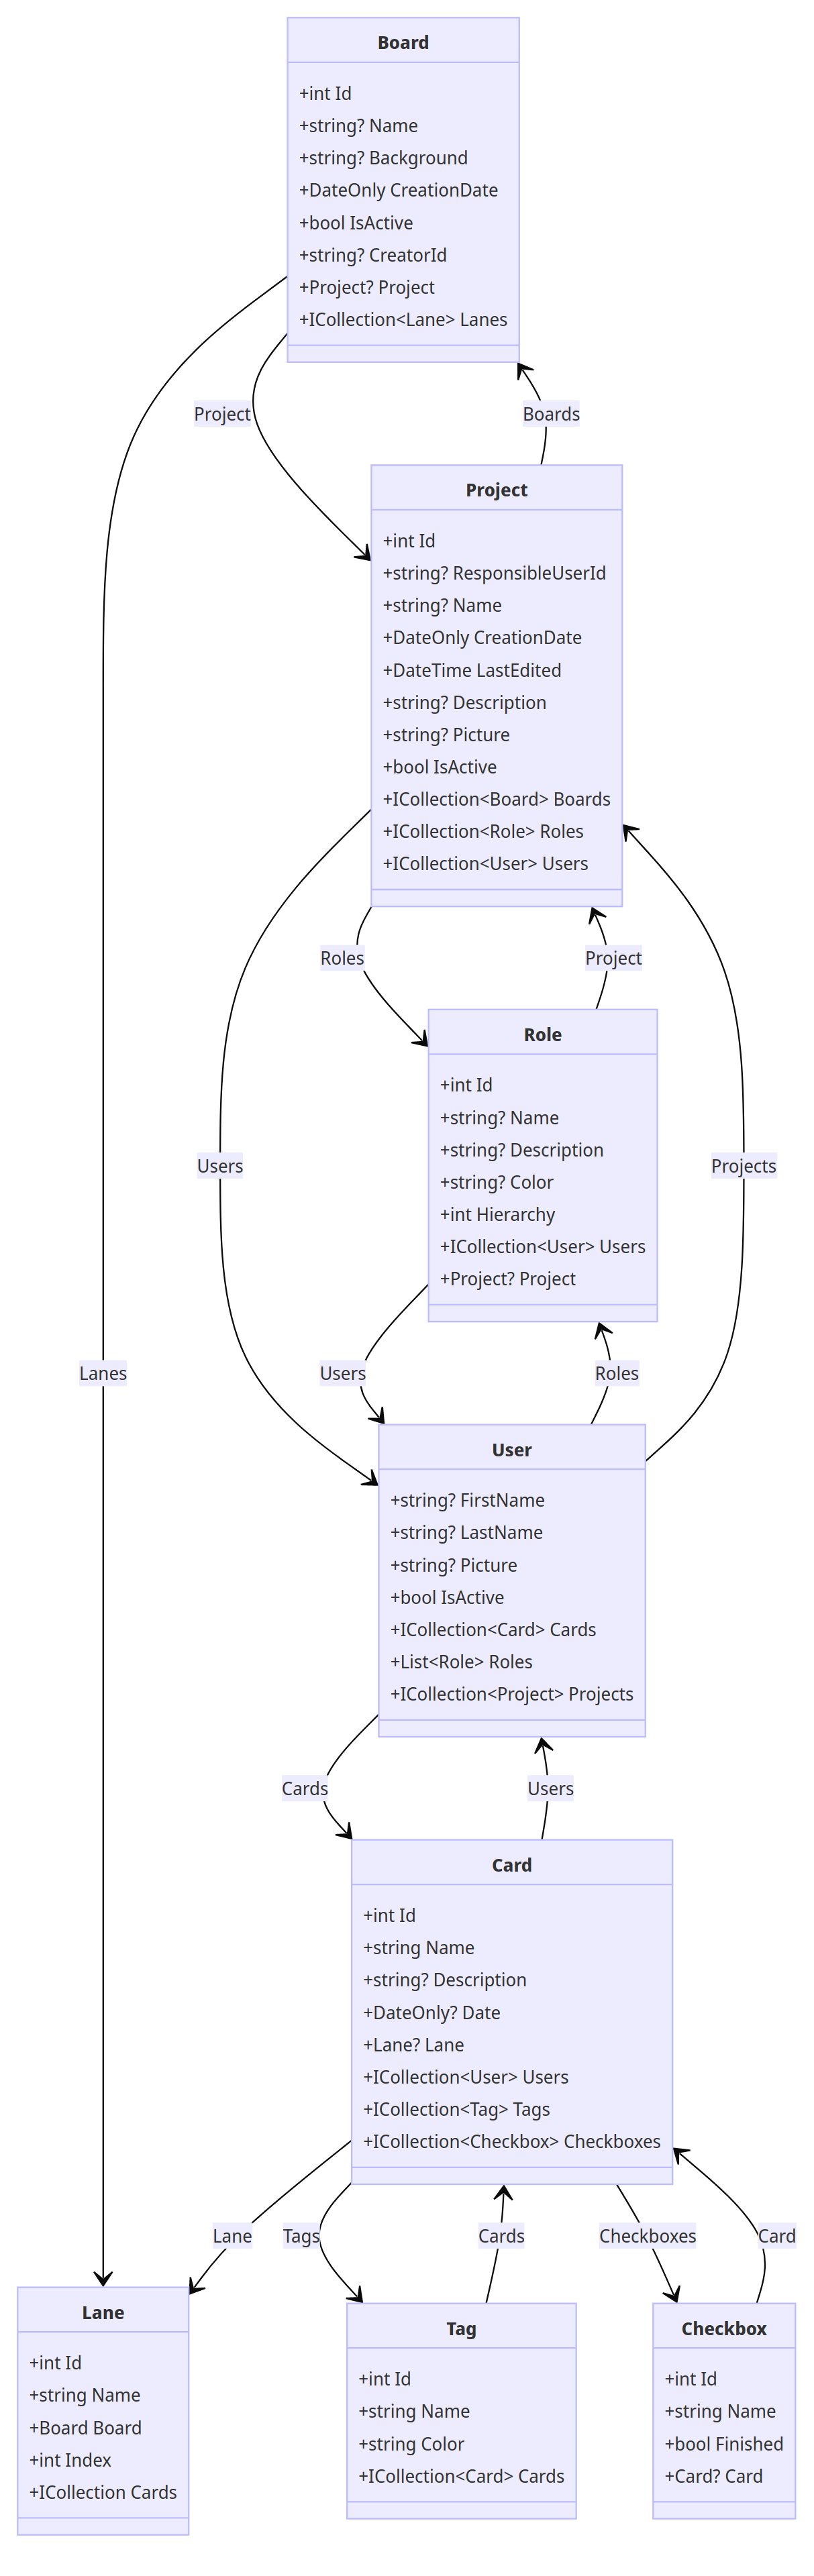 Board
+int Id
+string? Name
+string? Background
+DateOnly CreationDate
+bool IsActive
+string? CreatorId
+Project? Project
+ICollection<Lane> Lanes
Project
Boards
Project
+int Id
+string? ResponsibleUserId
+string? Name
+DateOnly CreationDate
+DateTime LastEdited
+string? Description
+string? Picture
+bool IsActive
+ICollection<Board> Boards
+ICollection<Role> Roles
+ICollection<User> Users
Roles
Project
Role
+int Id
+string? Name
+string? Description
+string? Color
+int Hierarchy
+ICollection<User> Users
+Project? Project
Users
Projects
Lanes
Users
Roles
User
+string? FirstName
+string? LastName
+string? Picture
+bool IsActive
+ICollection<Card> Cards
+List<Role> Roles
+ICollection<Project> Projects
Cards
Users
Card
+int Id
+string Name
+string? Description
+DateOnly? Date
+Lane? Lane
+ICollection<User> Users
+ICollection<Tag> Tags
+ICollection<Checkbox> Checkboxes
Lane
Tags
Cards
Checkboxes
Card
Lane
+int Id
+string Name
+Board Board
+int Index
+ICollection Cards
Tag
+int Id
+string Name
+string Color
+ICollection<Card> Cards
Checkbox
+int Id
+string Name
+bool Finished
+Card? Card